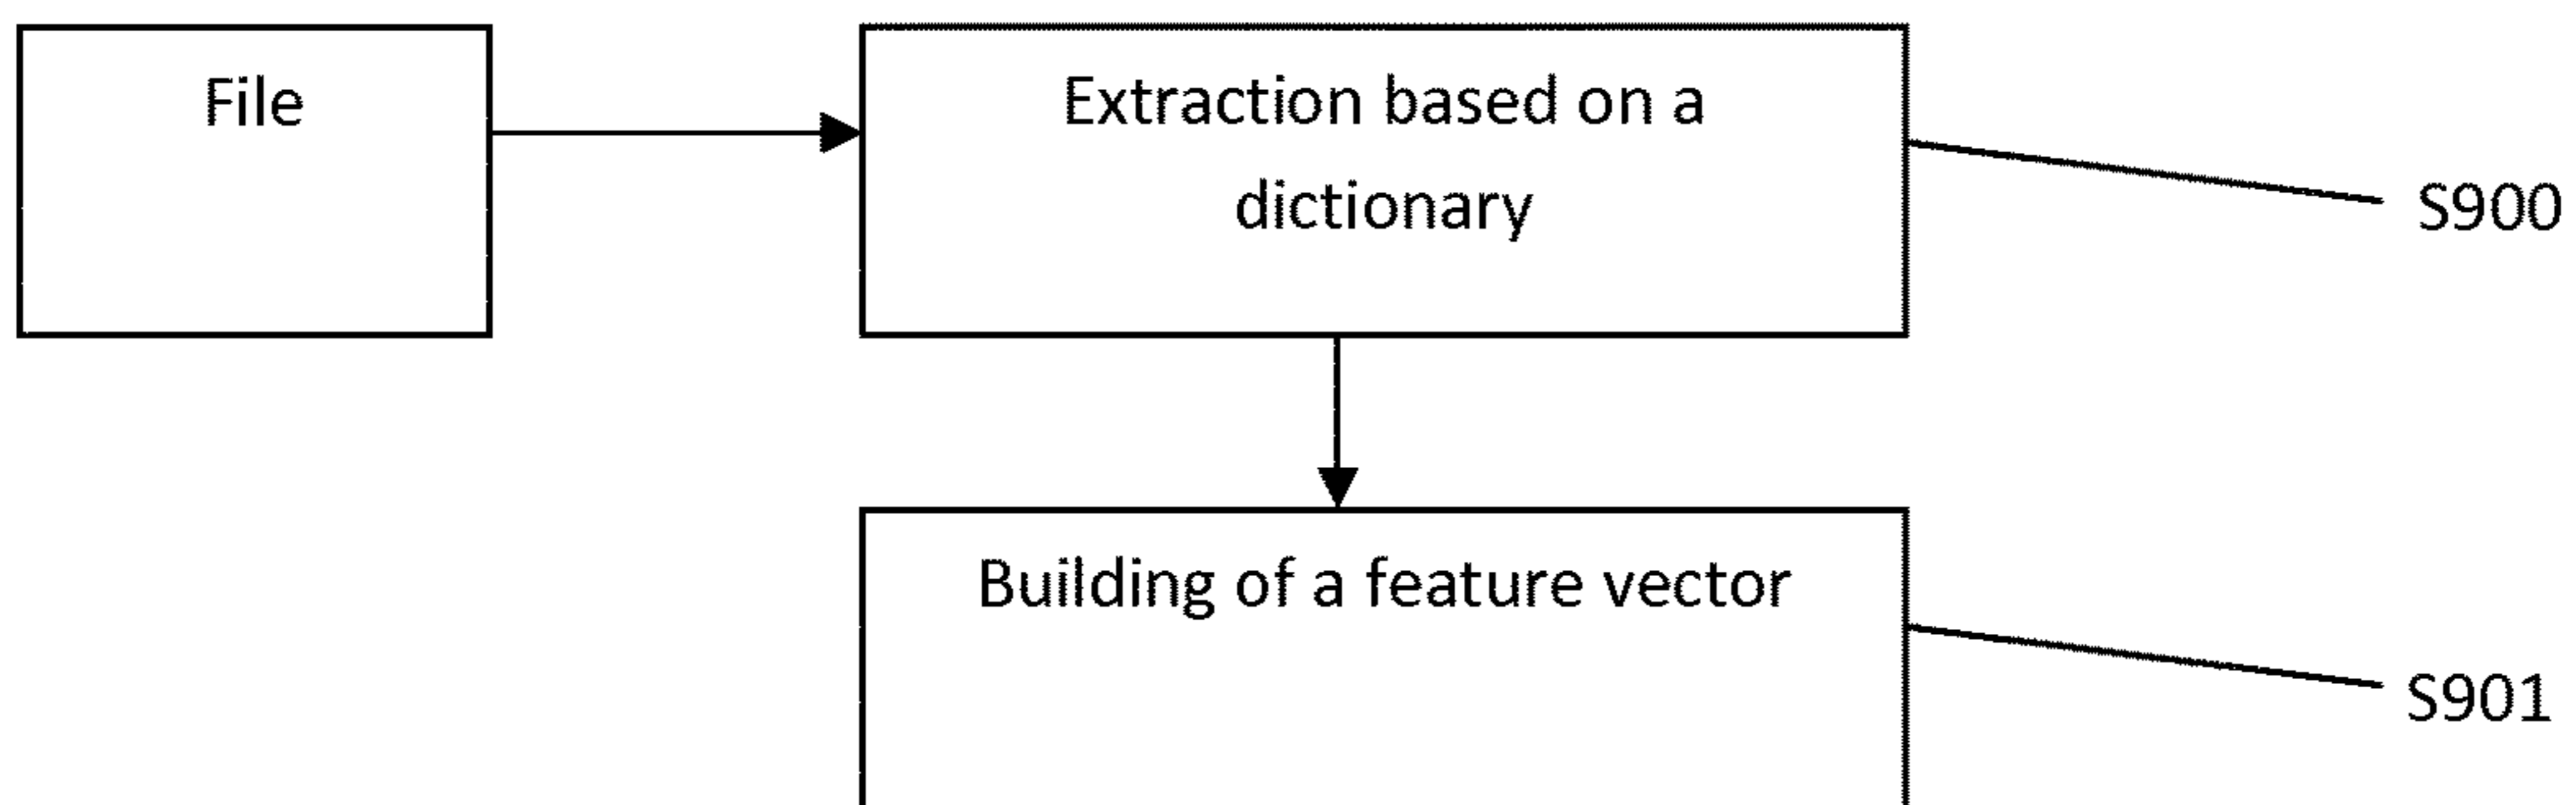 File
Extraction based on a
dictionary
S900
Building of a feature vector
S901